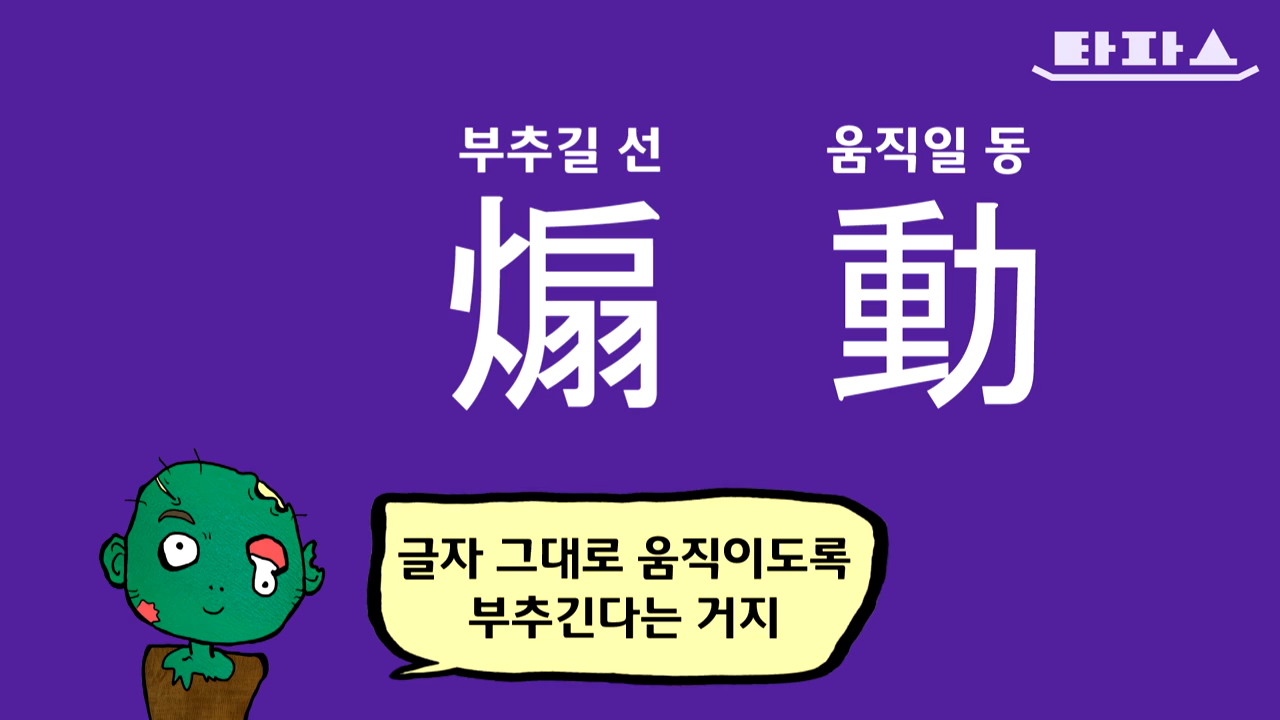 타파스
부추길 선 움직일 동
煽 動
글자 그대로 움직이도록
부추긴다는 거지